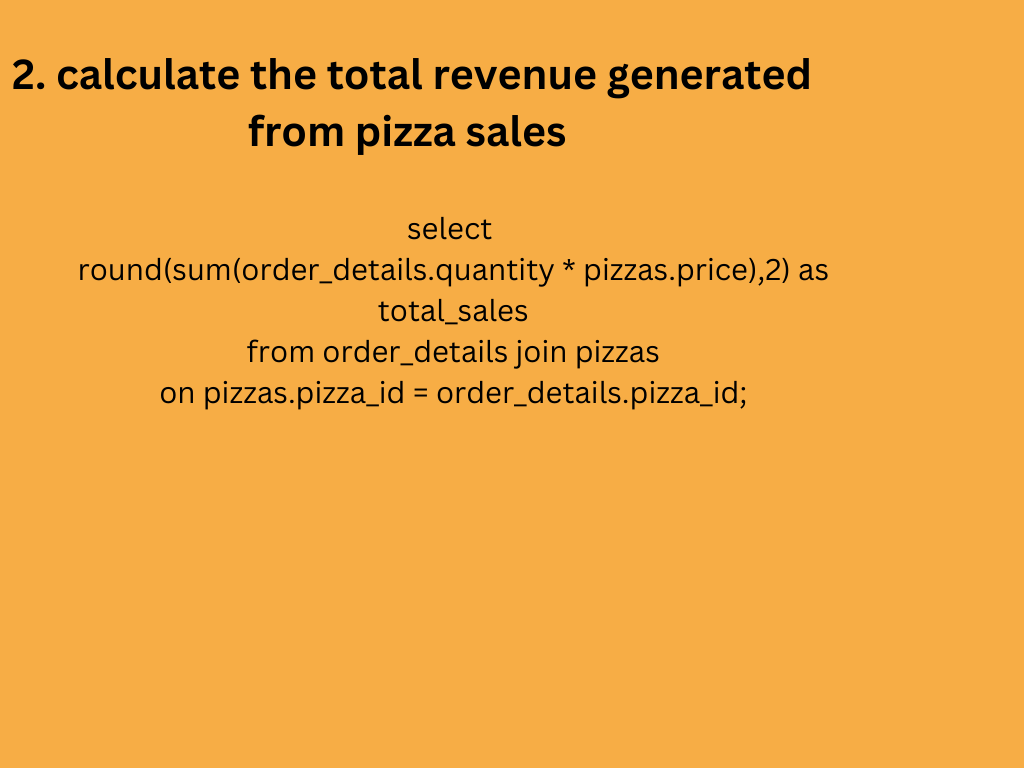 2. calculate the total revenue generated
from pizza sales
select
round(sum(order_details.quantity * pizzas.price),2) as
total_sales
from order_details join pizzas
on pizzas.pizza_id = order_details.pizza_id;